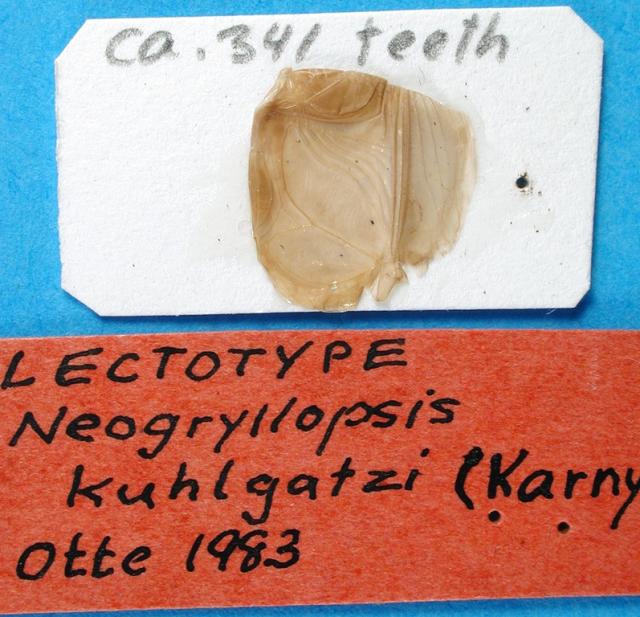 ca. 341 teeth
LECTOTYPE
Neogryllopsis
kuhlgatzi (Karny
Otte 1983